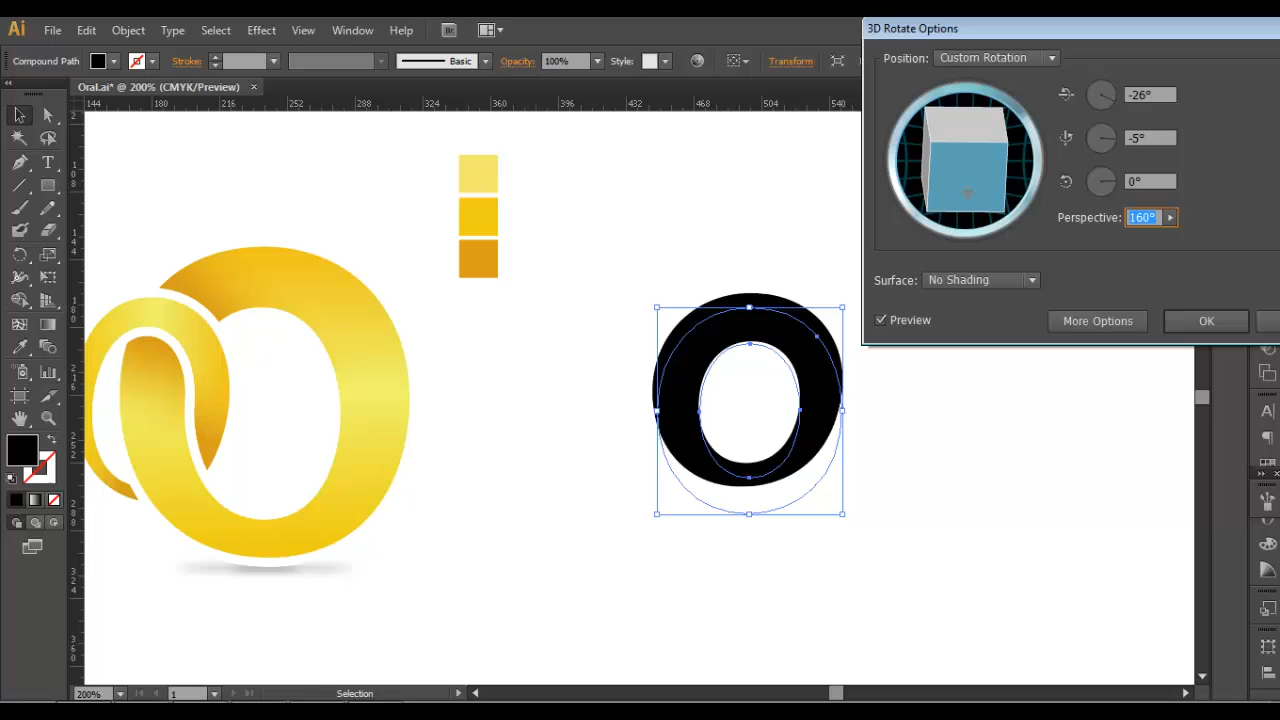 Ai File Edit Object Type Select Effect View Window Help Br
3D Rotate Options
Compound Path Stroke: Basic Opacity: 100% Style: Transform
Position: Custom Rotation
Oral.ai* @ 200% (CMYK/Preview) ×
-26°
144 180 216 252 288 324 360 396 432 468 504 540
-5°
0°
Perspective: 160°
Surface: No Shading
Preview More Options OK
200% 1 Selection